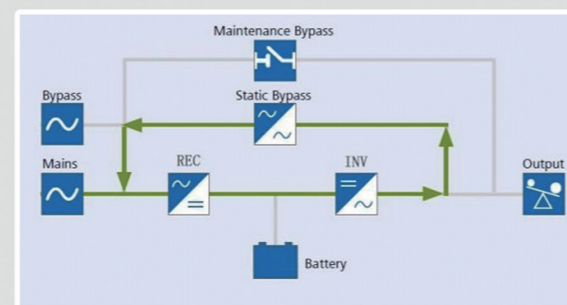 Maintenance Bypass
Bypass
Static Bypass
Mains
REC
INV
Output
Battery